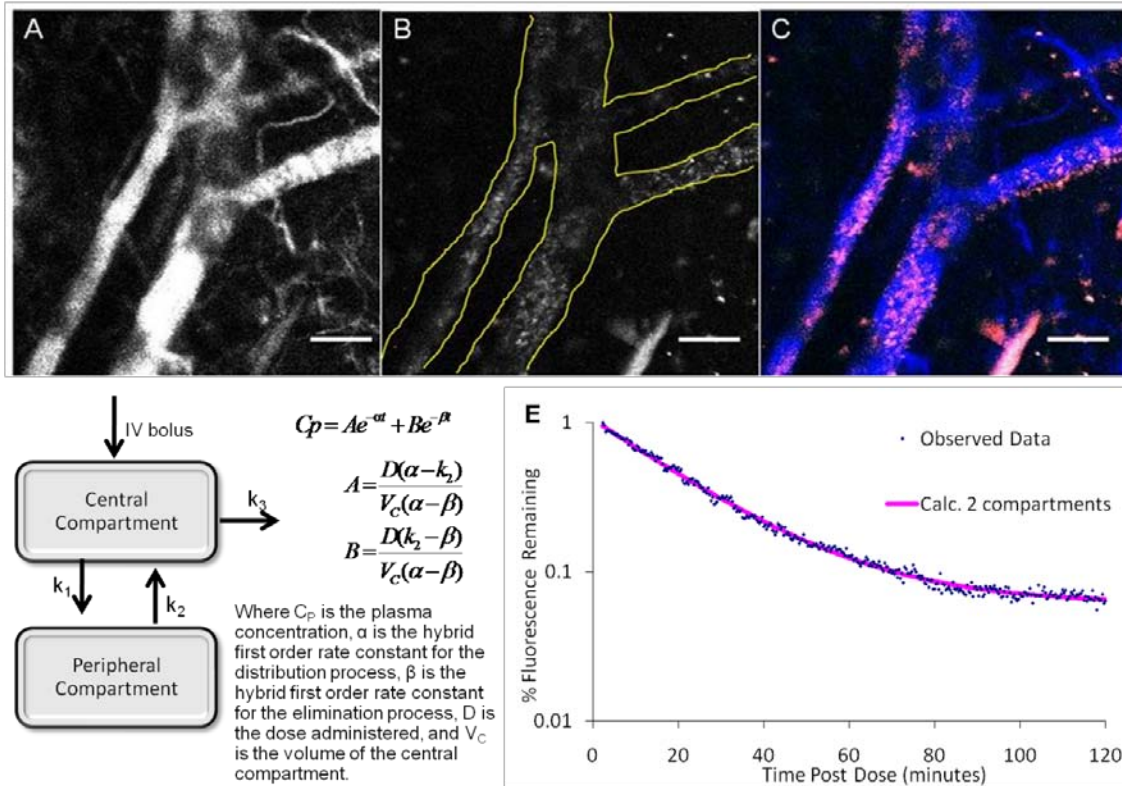 A
B
C
IV bolus
Central
Compartment
k₃
k₁
k₂
Peripheral
Compartment
Cp = Ae^{-αt} + Be^{-βt}
A = D(α−k₂) / V_C(α−β)
B = D(k₂−β) / V_C(α−β)
Where C_P is the plasma
concentration, α is the hybrid
first order rate constant for the
distribution process, β is the
hybrid first order rate constant
for the elimination process, D is
the dose administered, and V_C
is the volume of the central
compartment.
E
% Fluorescence Remaining
1
0.1
0.01
Observed Data
Calc. 2 compartments
0 20 40 60 80 100 120
Time Post Dose (minutes)